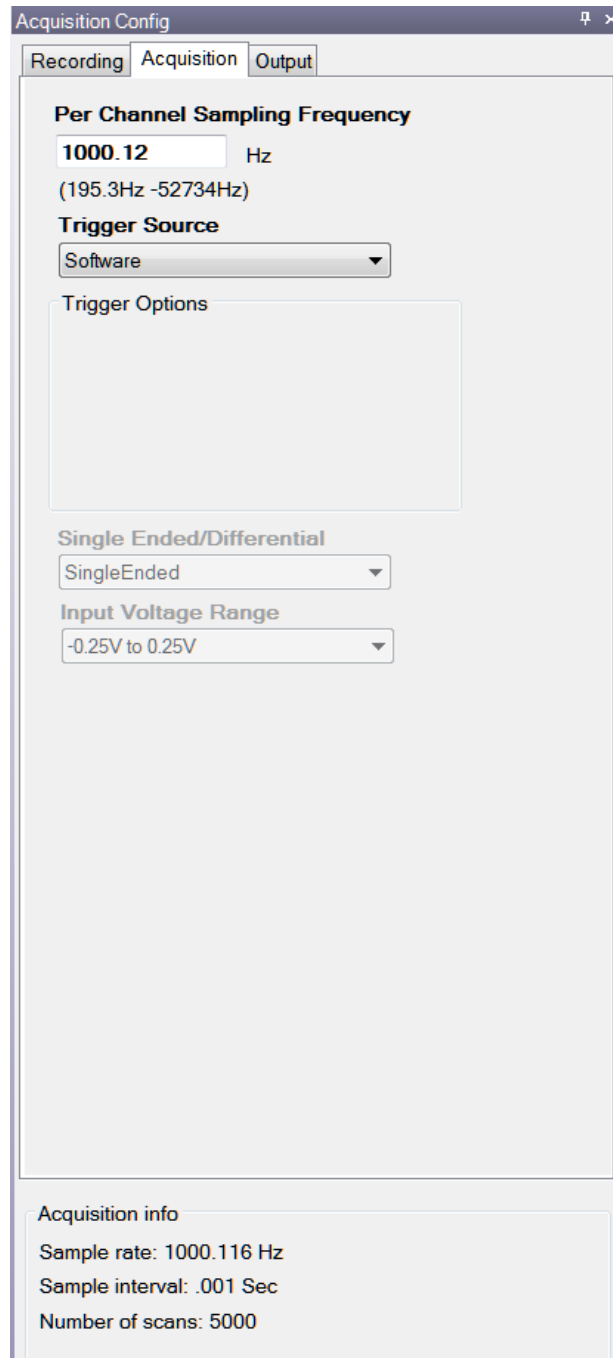 Acquisition Config
Recording Acquisition Output
Per Channel Sampling Frequency
1000.12 Hz
(195.3Hz -52734Hz)
Trigger Source
Software
Trigger Options
Single Ended/Differential
SingleEnded
Input Voltage Range
-0.25V to 0.25V
Acquisition info
Sample rate: 1000.116 Hz
Sample interval: .001 Sec
Number of scans: 5000